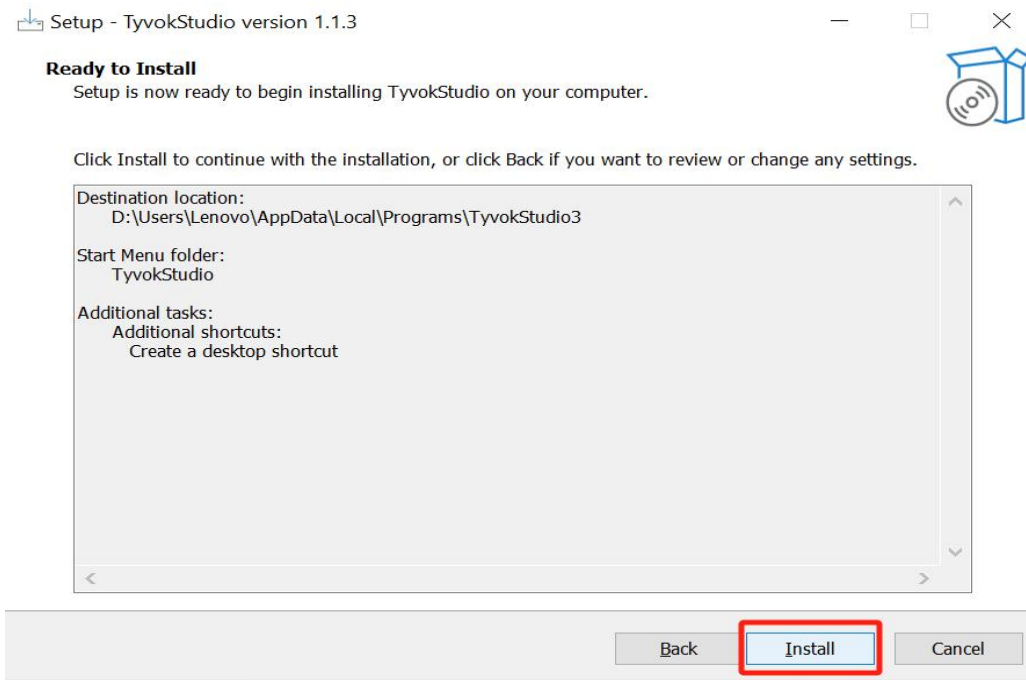 Setup - TyvokStudio version 1.1.3
Ready to Install
Setup is now ready to begin installing TyvokStudio on your computer.
Click Install to continue with the installation, or click Back if you want to review or change any settings.
Destination location:
D:\Users\Lenovo\AppData\Local\Programs\TyvokStudio3
Start Menu folder:
TyvokStudio
Additional tasks:
Additional shortcuts:
Create a desktop shortcut
Back Install Cancel